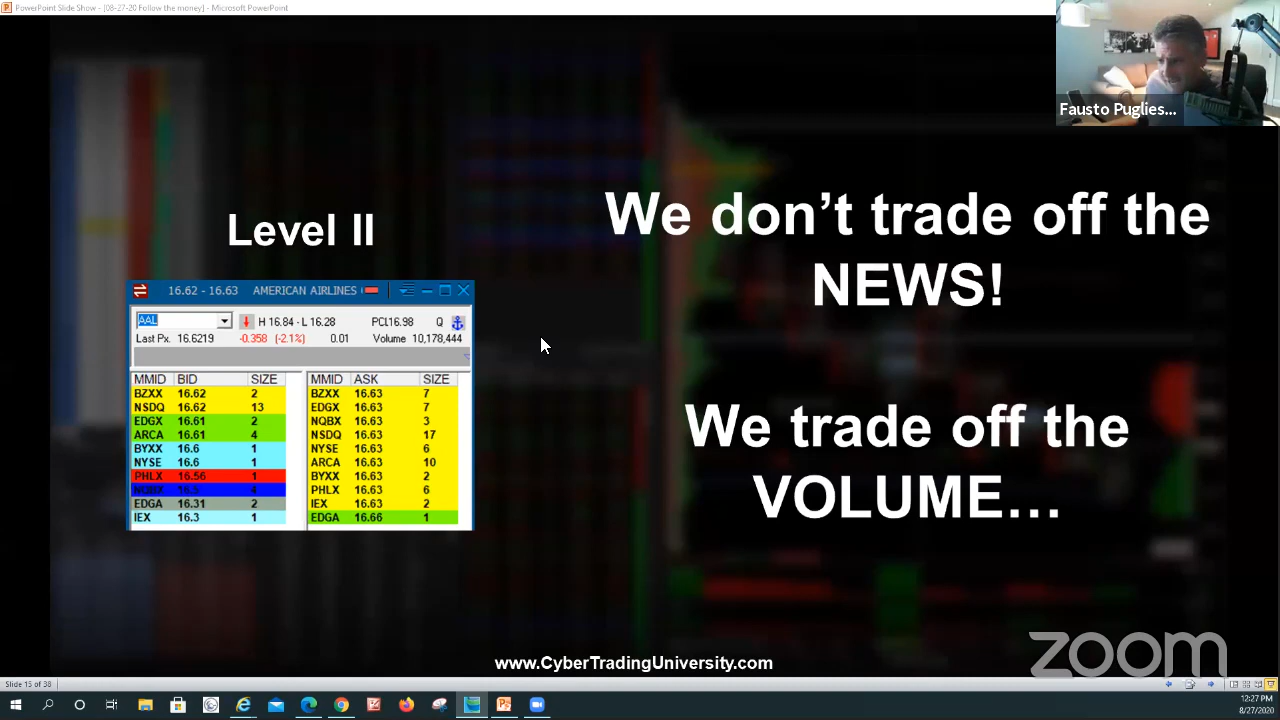 PowerPoint Slide Show - [08-27-20 Follow the money] - Microsoft PowerPoint
Fausto Puglies...
We don't trade off the
NEWS!
We trade off the
VOLUME...
Level II
16.62 - 16.63 AMERICAN AIRLINES
AAL H 16.84 - L 16.28 PCL16.98 Q
Last Px. 16.6219 -0.358 (-2.1%) 0.01 Volume 10,178,444
MMID BID SIZE MMID ASK SIZE
BZXX 16.62 2 BZXX 16.63 7
NSDQ 16.62 13 EDGX 16.63 7
EDGX 16.61 2 NQBX 16.63 3
ARCA 16.61 4 NSDQ 16.63 17
BYXX 16.6 1 NYSE 16.63 6
NYSE 16.6 1 ARCA 16.63 10
PHLX 16.56 1 BYXX 16.63 2
NQBX 4 PHLX 16.63 6
EDGA 16.31 2 IEX 16.63 2
IEX 16.3 1 EDGA 16.66 1
www.CyberTradingUniversity.com
zoom
Slide 15 of 38
12:27 PM
8/27/2020